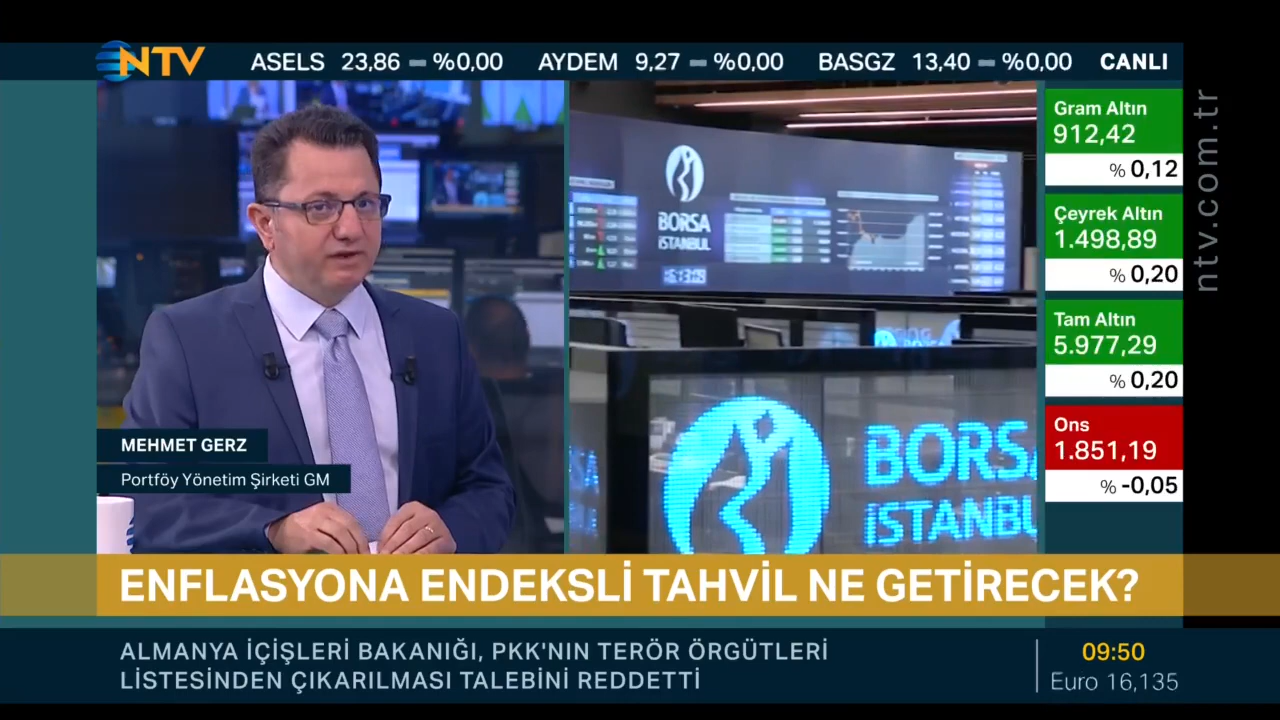 NTV
ASELS 23,86 %0,00 AYDEM 9,27 %0,00 BASGZ 13,40 %0,00 CANLI
Gram Altın
912,42
% 0,12
Çeyrek Altın
1.498,89
% 0,20
Tam Altın
5.977,29
% 0,20
Ons
1.851,19
% -0,05
ntv.com.tr
BORSA
İSTANBUL
16:13:09
BORSA
İSTANBU
MEHMET GERZ
Portföy Yönetim Şirketi GM
ENFLASYONA ENDEKSLİ TAHVİL NE GETİRECEK?
ALMANYA İÇİŞLERİ BAKANIĞI, PKK'NIN TERÖR ÖRGÜTLERİ
LİSTESİNDEN ÇIKARILMASI TALEBİNİ REDDETTİ
09:50
Euro 16,135